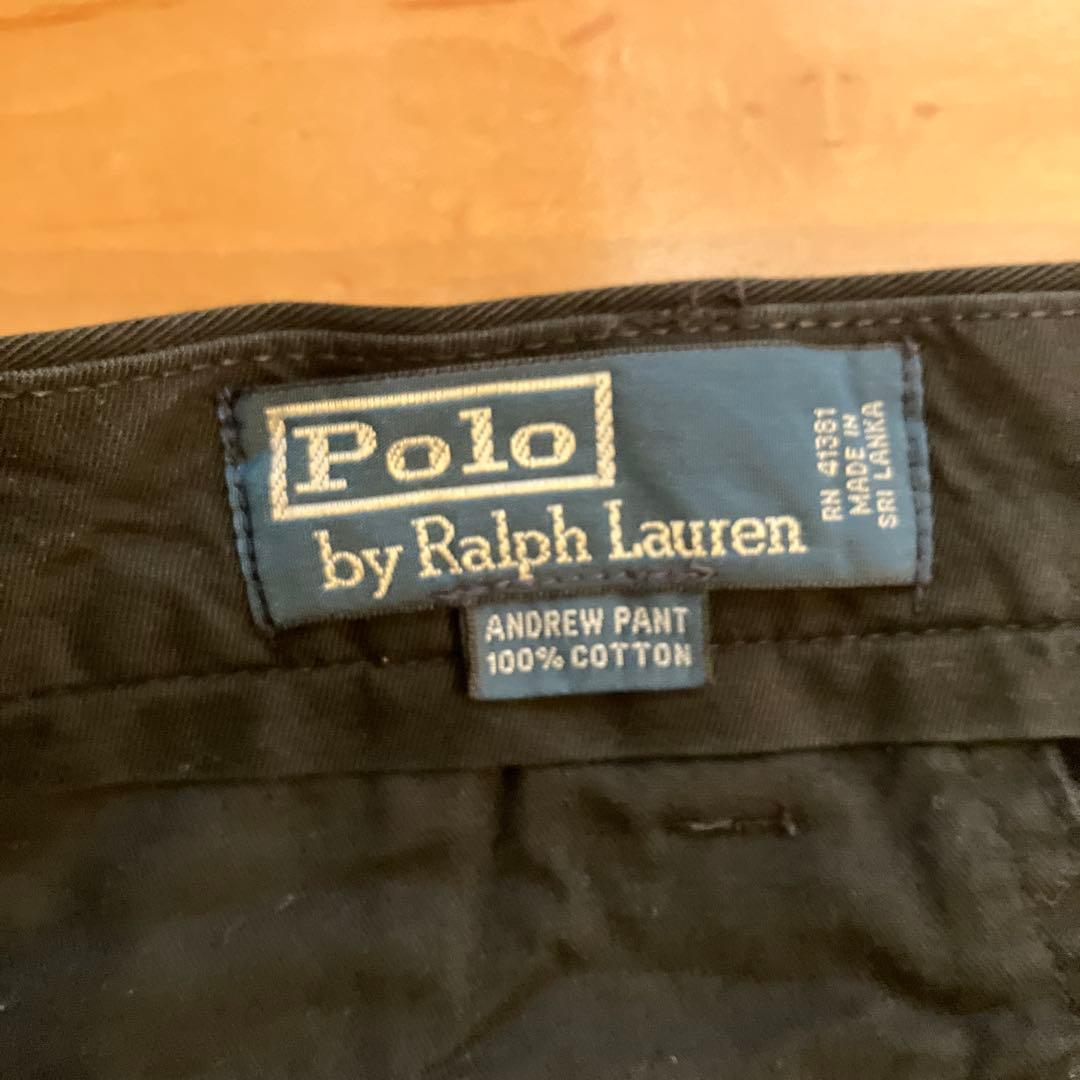 Polo
by Ralph Lauren
RN 41381
MADE IN
SRI LANKA
ANDREW PANT
100% COTTON